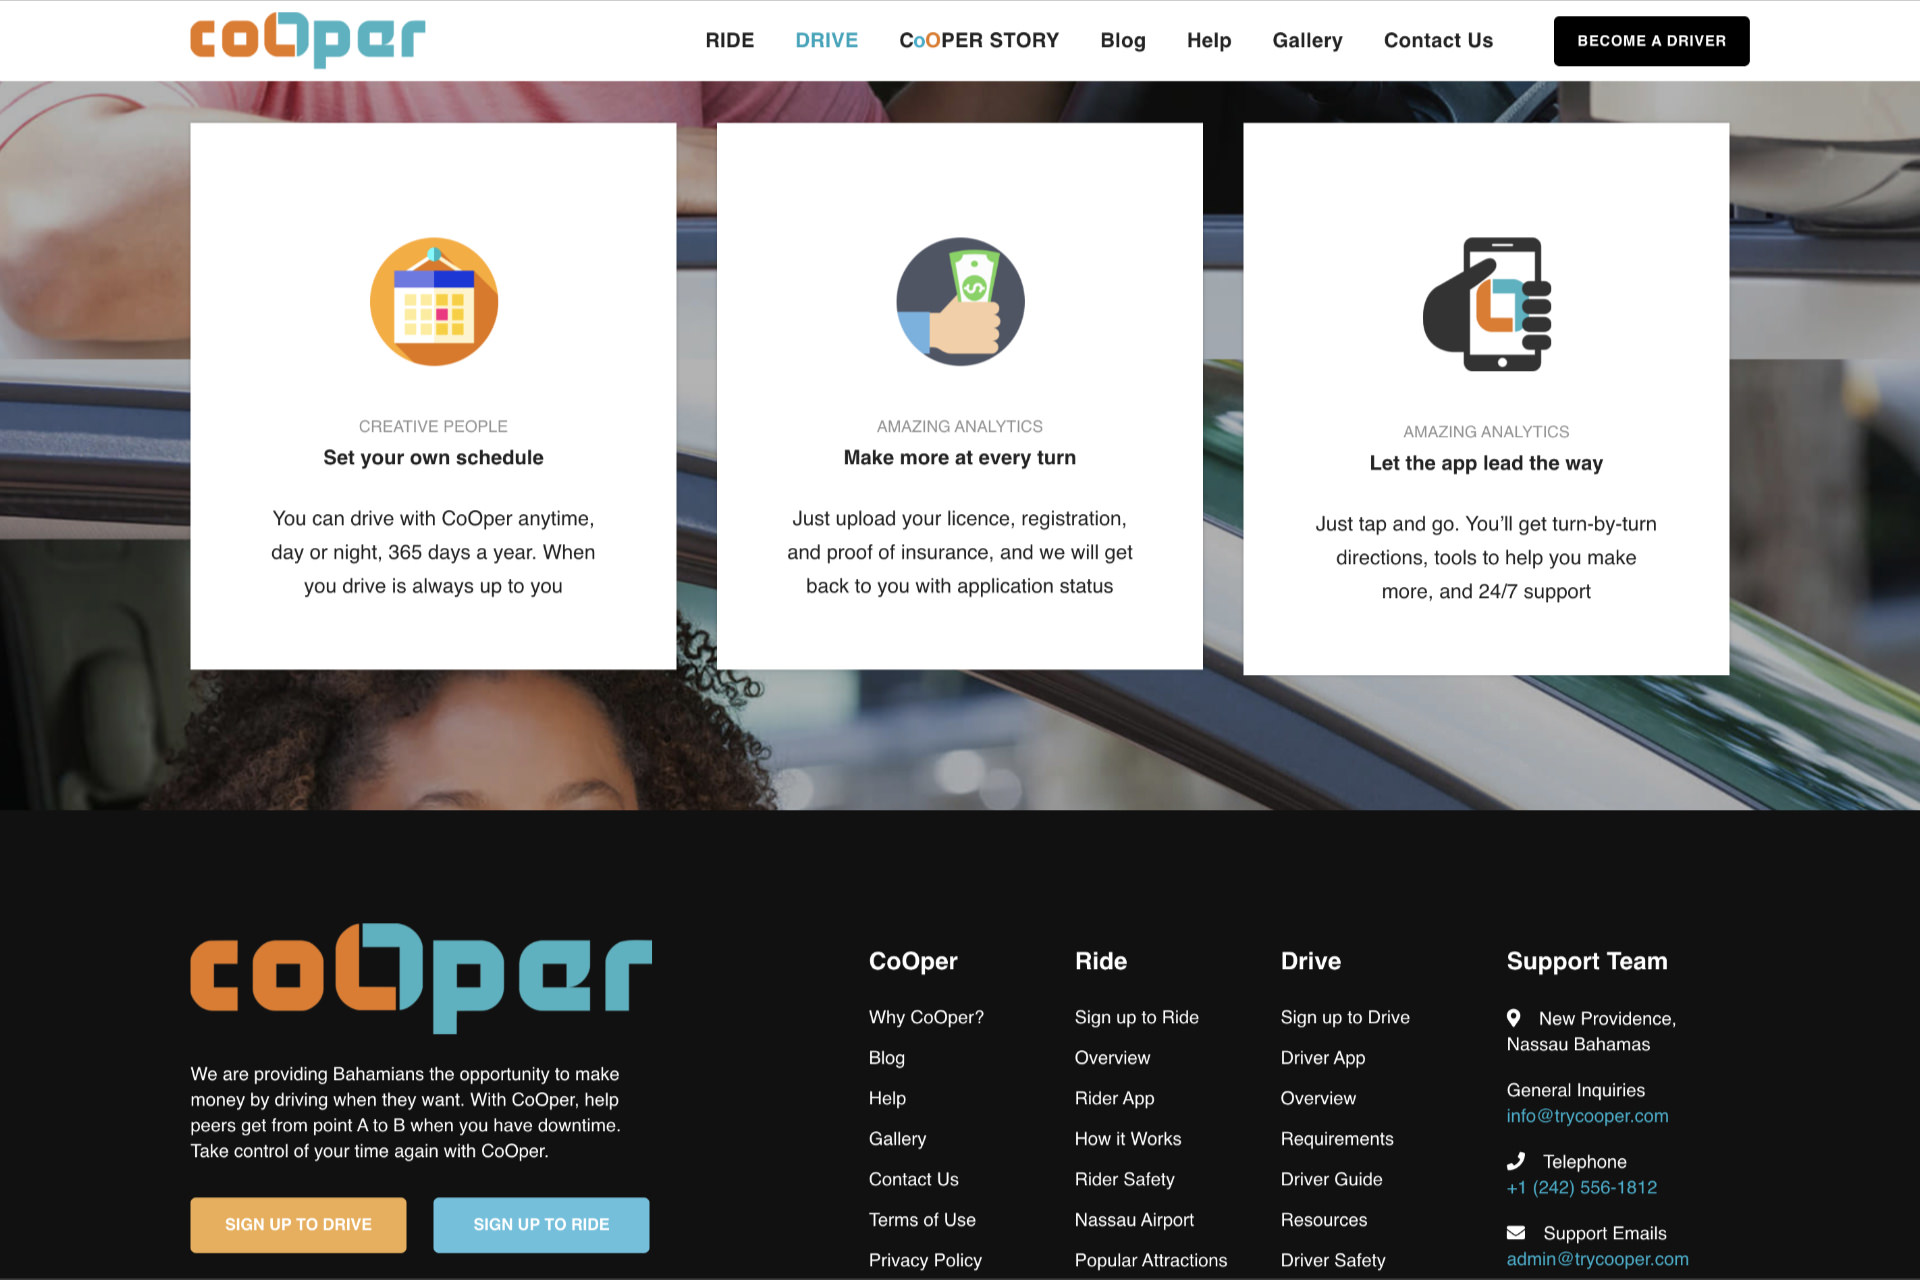 coOper
RIDE DRIVE CoOPER STORY Blog Help Gallery Contact Us BECOME A DRIVER
CREATIVE PEOPLE
Set your own schedule
You can drive with CoOper anytime,
day or night, 365 days a year. When
you drive is always up to you
AMAZING ANALYTICS
Make more at every turn
Just upload your licence, registration,
and proof of insurance, and we will get
back to you with application status
AMAZING ANALYTICS
Let the app lead the way
Just tap and go. You’ll get turn-by-turn
directions, tools to help you make
more, and 24/7 support
coOper
We are providing Bahamians the opportunity to make
money by driving when they want. With CoOper, help
peers get from point A to B when you have downtime.
Take control of your time again with CoOper.
SIGN UP TO DRIVE SIGN UP TO RIDE
CoOper
Why CoOper?
Blog
Help
Gallery
Contact Us
Terms of Use
Privacy Policy
Ride
Sign up to Ride
Overview
Rider App
How it Works
Rider Safety
Nassau Airport
Popular Attractions
Drive
Sign up to Drive
Driver App
Overview
Requirements
Driver Guide
Resources
Driver Safety
Support Team
New Providence,
Nassau Bahamas
General Inquiries
info@trycooper.com
Telephone
+1 (242) 556-1812
Support Emails
admin@trycooper.com